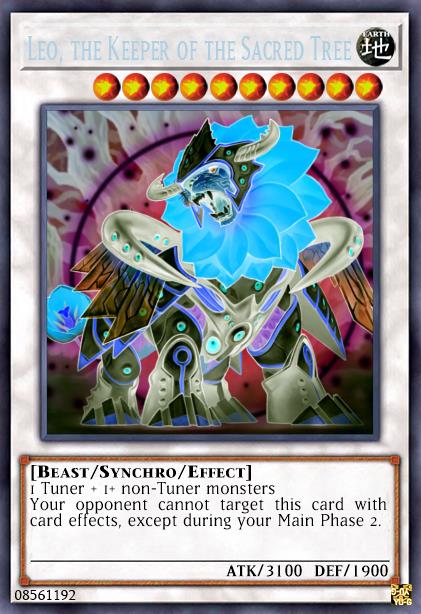 Leo, the Keeper of the Sacred Tree
EARTH
地
[Beast/Synchro/Effect]
1 Tuner + 1+ non-Tuner monsters
Your opponent cannot target this card with
card effects, except during your Main Phase 2.
ATK/3100 DEF/1900
08561192